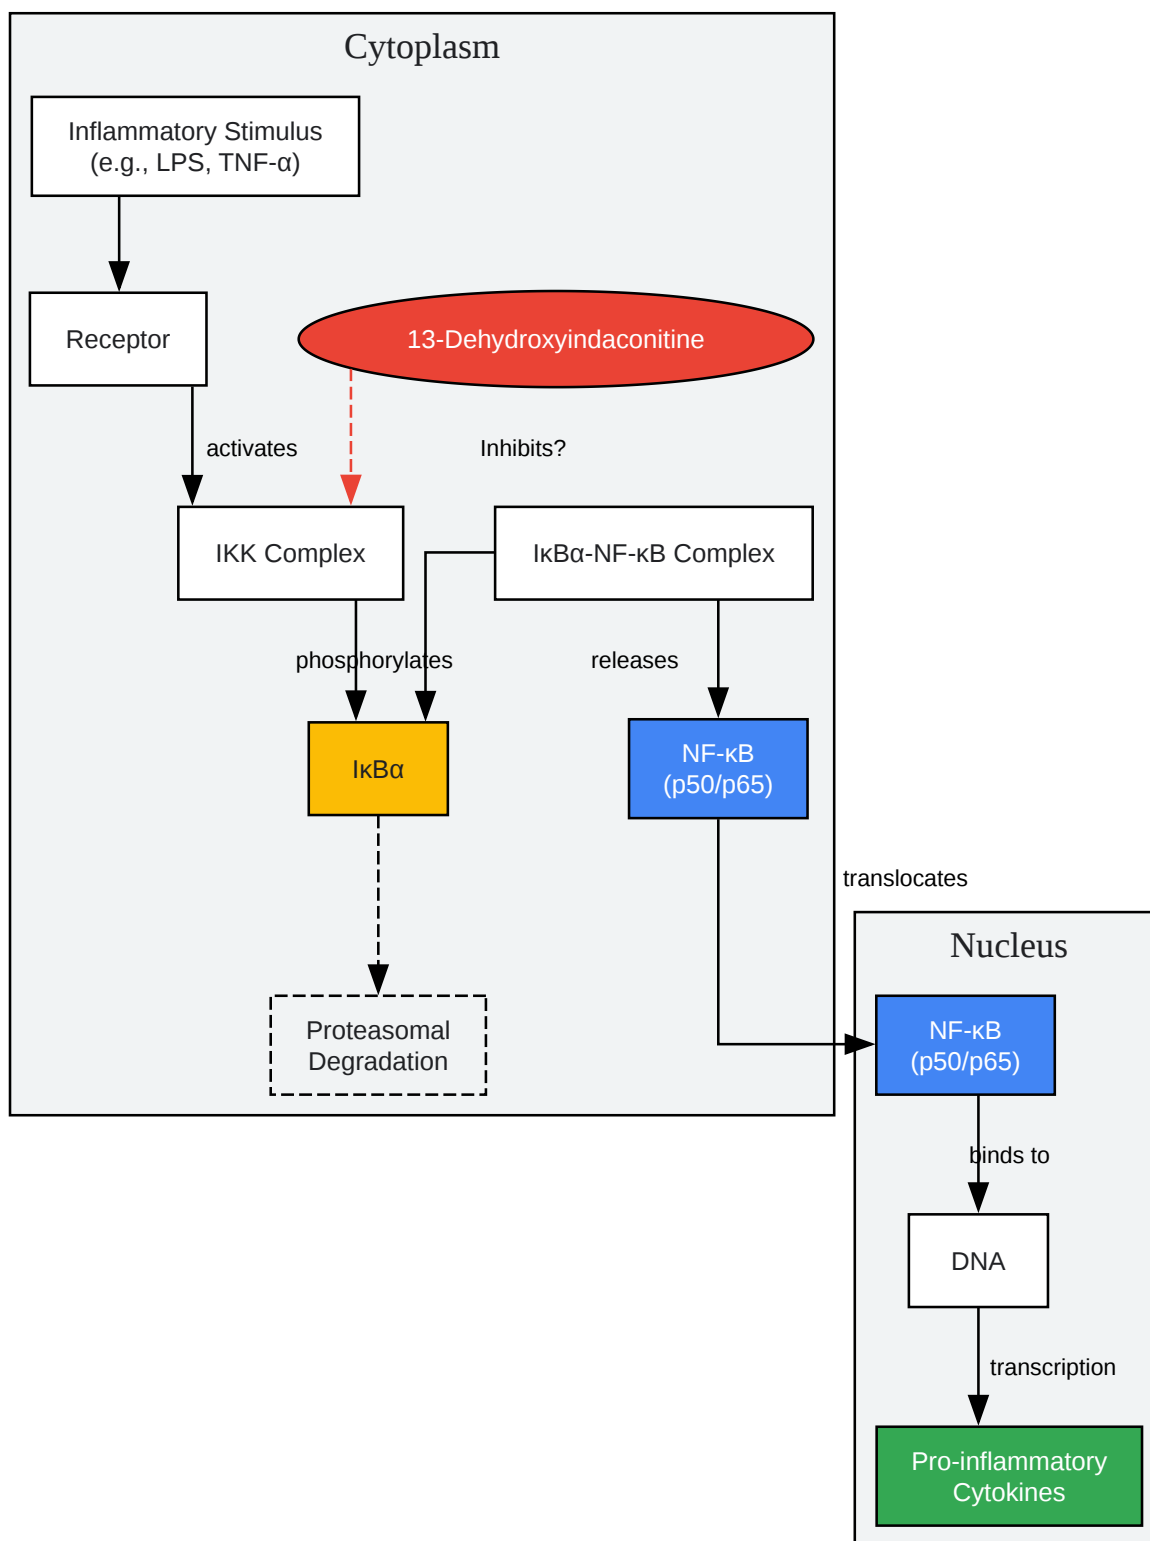 Cytoplasm
Inflammatory Stimulus
(e.g., LPS, TNF-α)
Receptor
13-Dehydroxyindaconitine
activates
Inhibits?
IKK Complex
IκBα-NF-κB Complex
phosphorylates
releases
IκBα
NF-κB
(p50/p65)
translocates
Nucleus
Proteasomal
Degradation
NF-κB
(p50/p65)
binds to
DNA
transcription
Pro-inflammatory
Cytokines